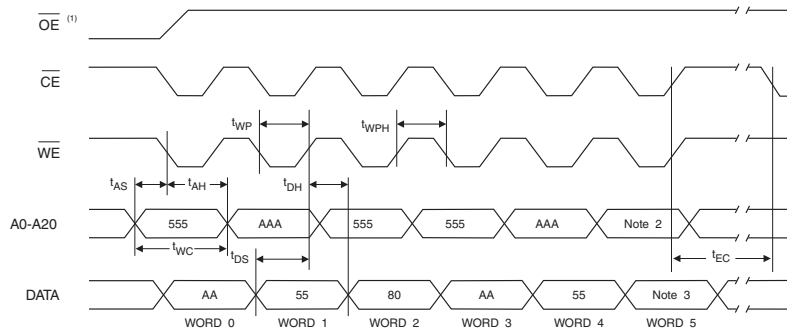 OE (1)
CE
tWP
tWPH
WE
tAS
tAH
tDH
A0-A20
555
AAA
555
555
AAA
Note 2
tWC
tDS
tEC
DATA
AA
55
80
AA
55
Note 3
WORD 0
WORD 1
WORD 2
WORD 3
WORD 4
WORD 5